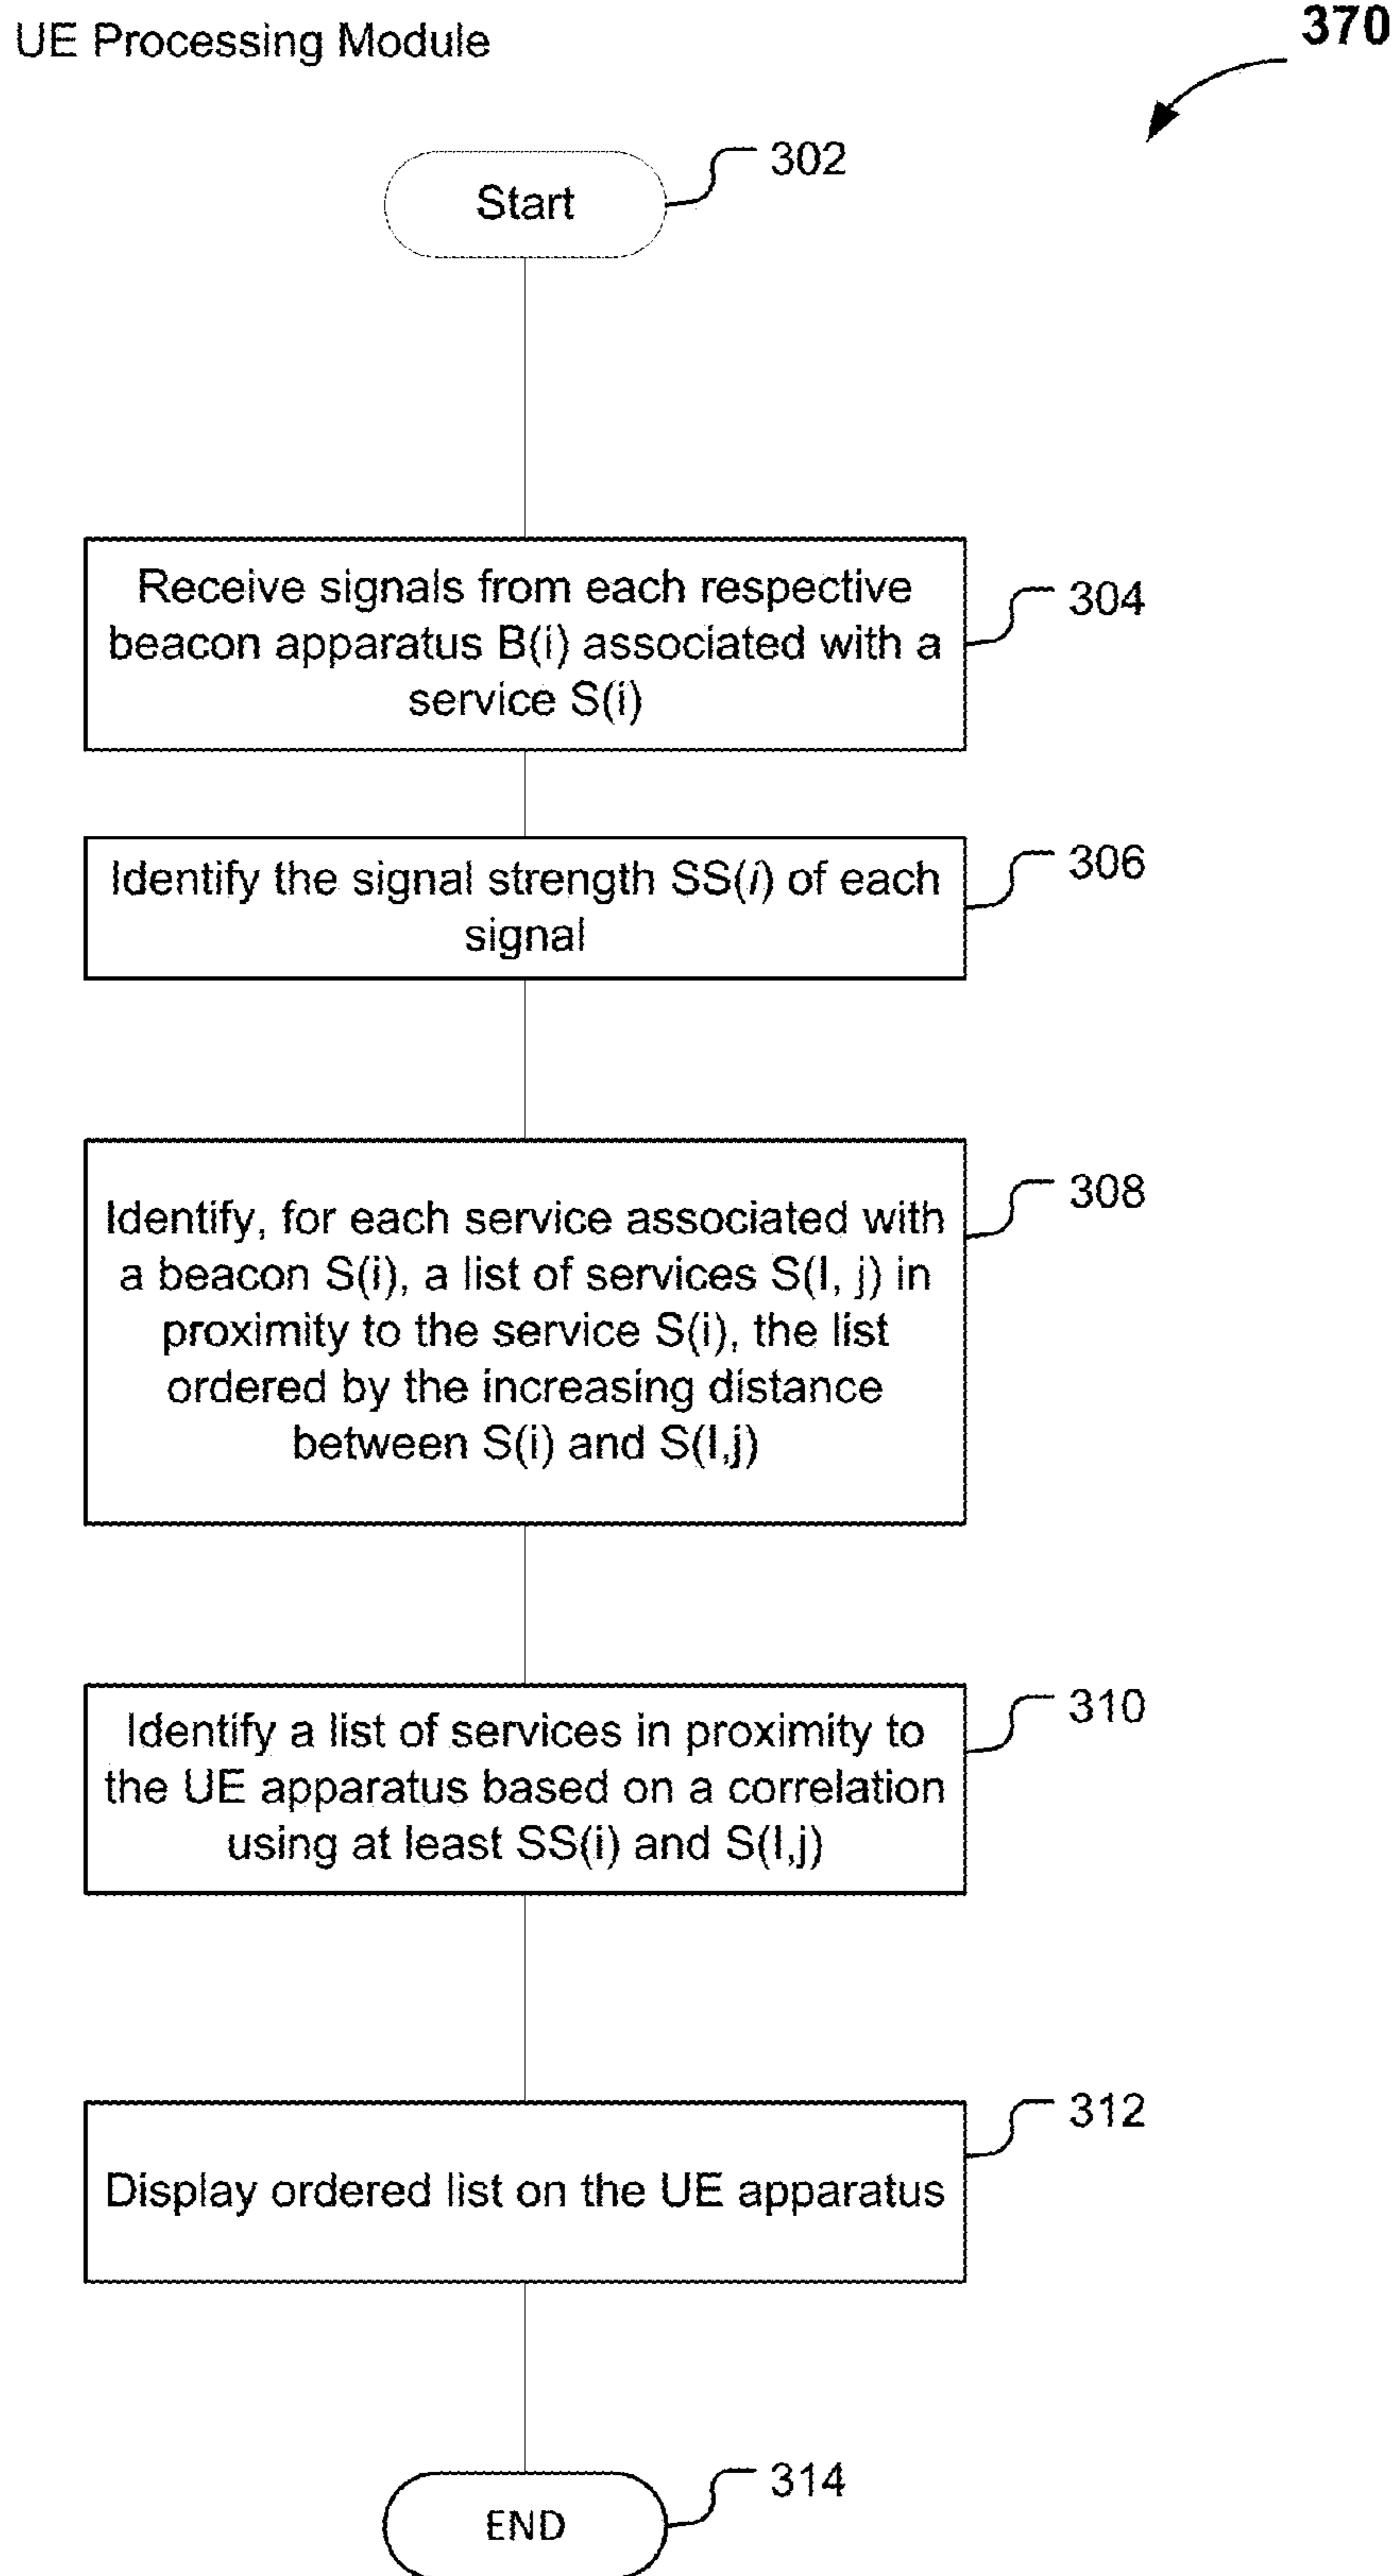 UE Processing Module
370
Start
302
Receive signals from each respective
beacon apparatus B(i) associated with a
service S(i)
304
Identify the signal strength SS(i) of each
signal
306
Identify, for each service associated with
a beacon S(i), a list of services S(I, j) in
proximity to the service S(i), the list
ordered by the increasing distance
between S(i) and S(I,j)
308
Identify a list of services in proximity to
the UE apparatus based on a correlation
using at least SS(i) and S(I,j)
310
Display ordered list on the UE apparatus
312
END
314